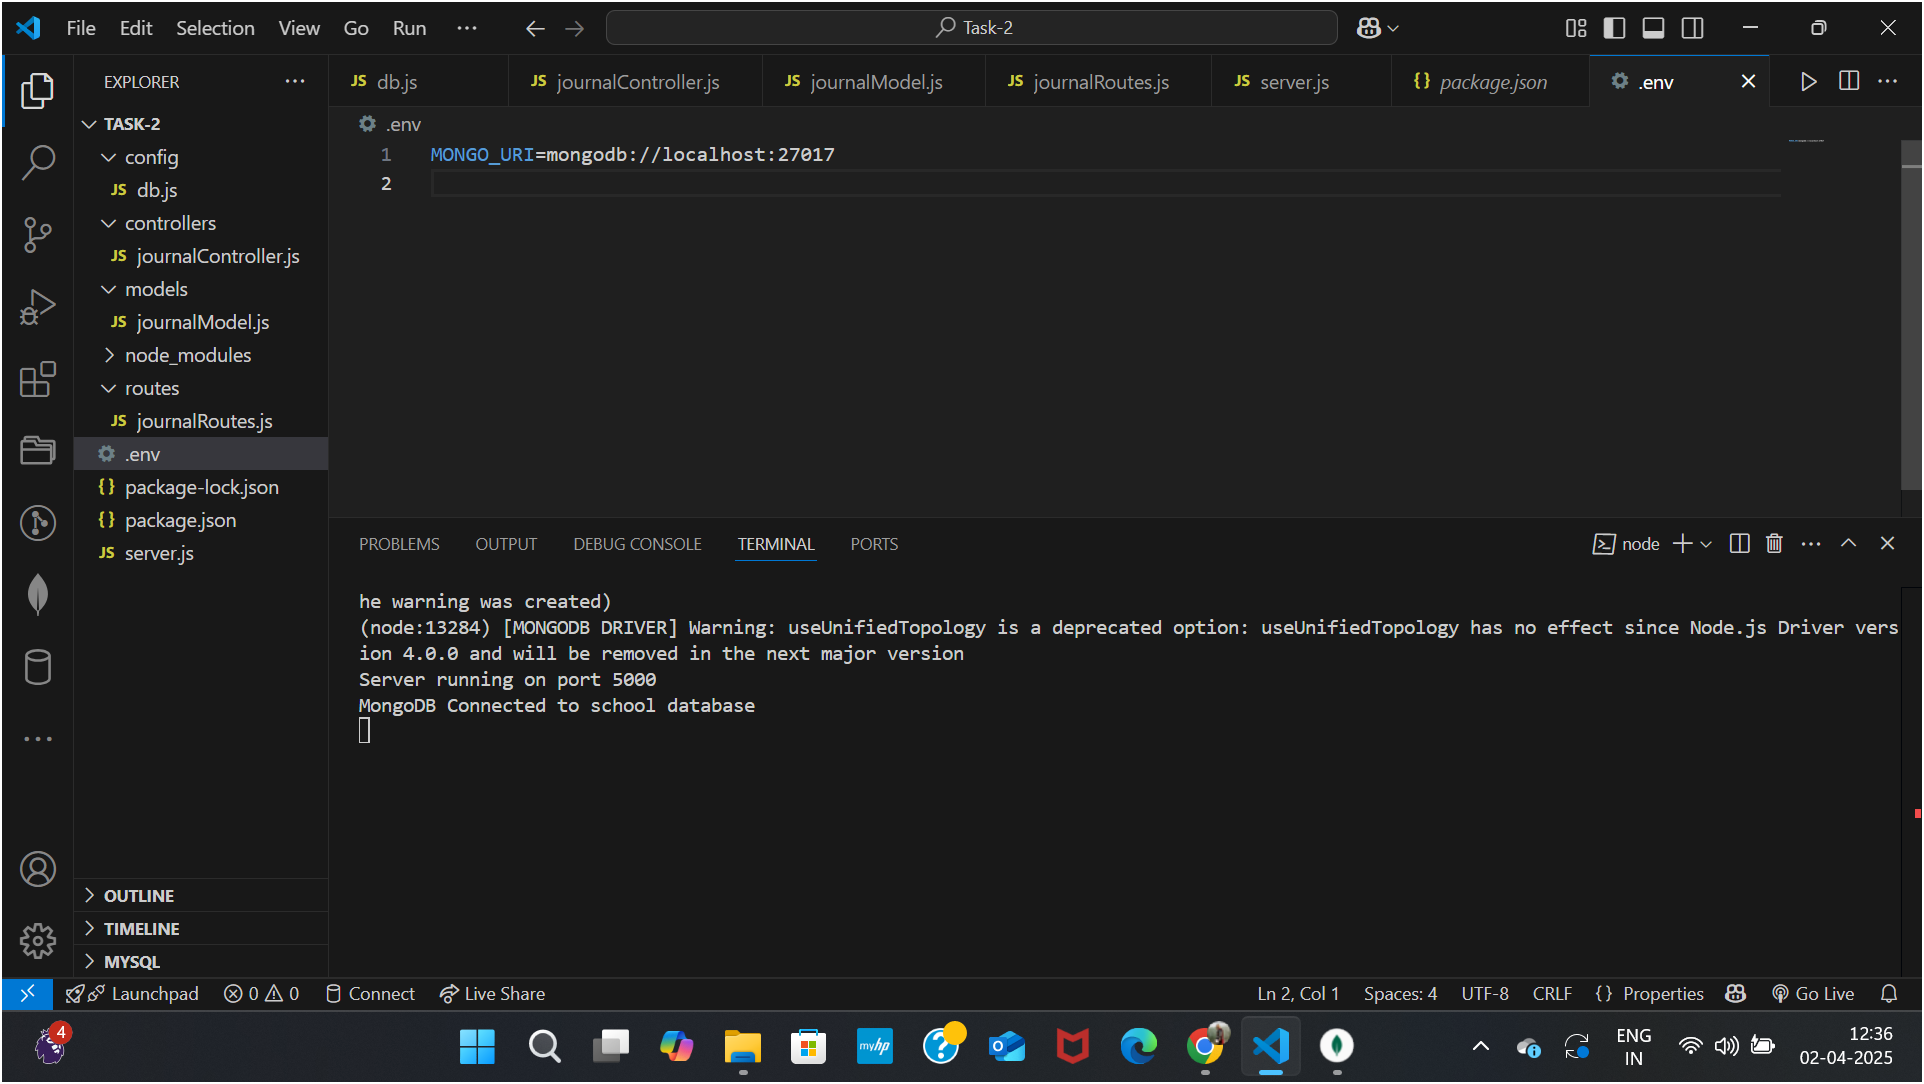 File Edit Selection View Go Run ··· Task-2
EXPLORER
TASK-2
config
JS db.js
controllers
JS journalController.js
models
JS journalModel.js
node_modules
routes
JS journalRoutes.js
.env
{} package-lock.json
{} package.json
JS server.js
OUTLINE
TIMELINE
MYSQL
JS db.js JS journalController.js JS journalModel.js JS journalRoutes.js JS server.js {} package.json .env
.env
1 MONGO_URI=mongodb://localhost:27017
2
PROBLEMS OUTPUT DEBUG CONSOLE TERMINAL PORTS node
he warning was created)
(node:13284) [MONGODB DRIVER] Warning: useUnifiedTopology is a deprecated option: useUnifiedTopology has no effect since Node.js Driver vers
ion 4.0.0 and will be removed in the next major version
Server running on port 5000
MongoDB Connected to school database
Launchpad 0 0 Connect Live Share Ln 2, Col 1 Spaces: 4 UTF-8 CRLF {} Properties Go Live
4 myhp ENG 12:36
IN 02-04-2025